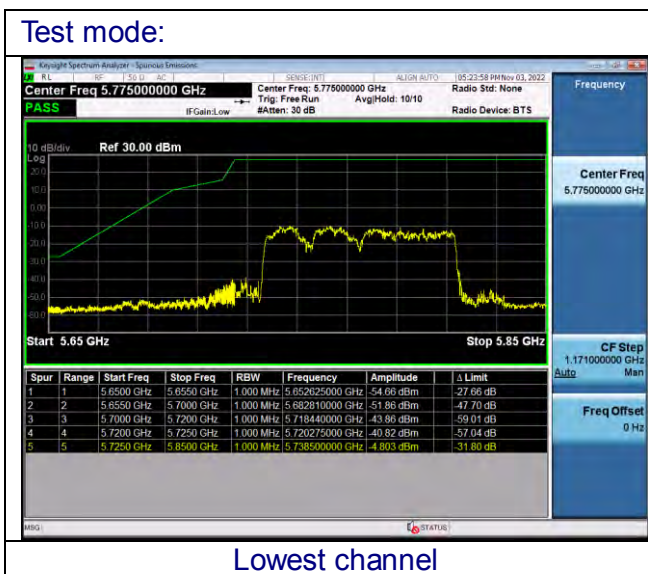 Test mode:
Keysight Spectrum Analyzer - Spurious Emissions
RL RF 50 Ω AC SENSE:INT ALIGN AUTO 05:23:58 PM Nov 03, 2022
Center Freq 5.775000000 GHz
PASS
IFGain:Low
Center Freq: 5.775000000 GHz
Trig: Free Run Avg|Hold: 10/10
#Atten: 30 dB
Radio Std: None
Radio Device: BTS
10 dB/div Ref 30.00 dBm
Log
20.0
10.0
0.00
-10.0
-20.0
-30.0
-40.0
-50.0
-60.0
Start 5.65 GHz Stop 5.85 GHz
Spur Range Start Freq Stop Freq RBW Frequency Amplitude Δ Limit
1 1 5.6500 GHz 5.6550 GHz 1.000 MHz 5.652625000 GHz -54.66 dBm -27.66 dB
2 2 5.6550 GHz 5.7000 GHz 1.000 MHz 5.682810000 GHz -51.86 dBm -47.70 dB
3 3 5.7000 GHz 5.7200 GHz 1.000 MHz 5.718440000 GHz -43.86 dBm -59.01 dB
4 4 5.7200 GHz 5.7250 GHz 1.000 MHz 5.720275000 GHz -40.82 dBm -57.04 dB
5 5 5.7250 GHz 5.8500 GHz 1.000 MHz 5.738500000 GHz -4.803 dBm -31.80 dB
MSG STATUS
Frequency
Center Freq
5.775000000 GHz
CF Step
1.171000000 GHz
Auto Man
Freq Offset
0 Hz
Lowest channel